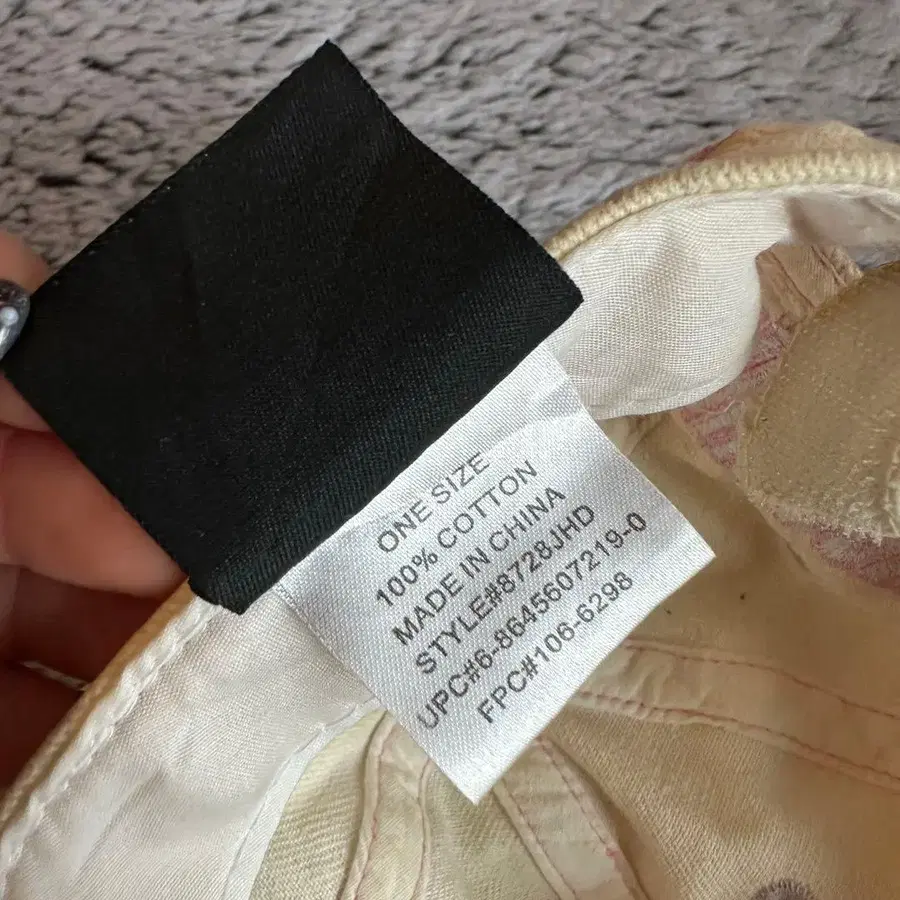 ONE SIZE
100% COTTON
MADE IN CHINA
STYLE#8728JHD
UPC#6-8645607219-0
FPC#106-6298